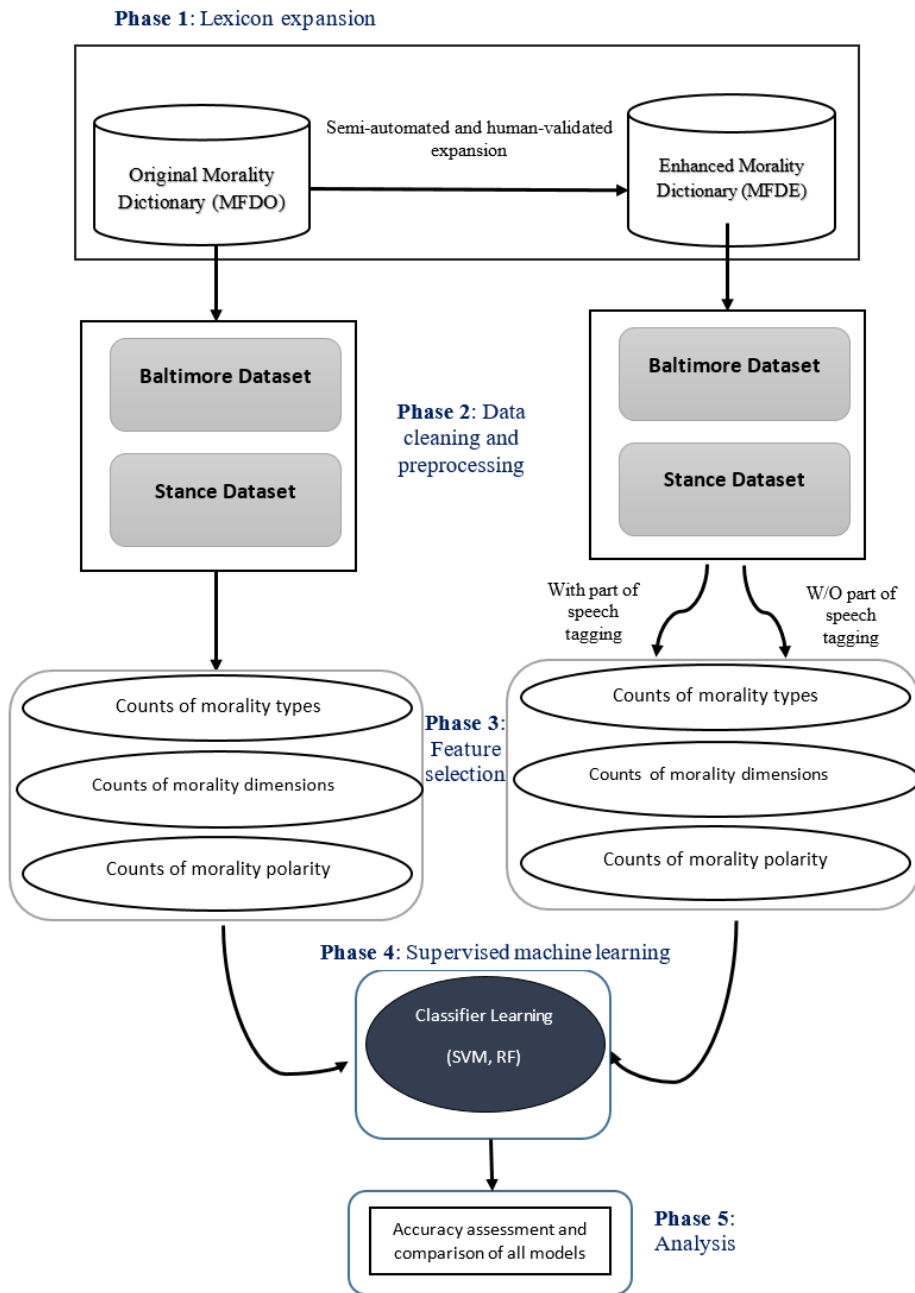 Phase 1: Lexicon expansion
Semi-automated and human-validated
expansion
Original Morality
Dictionary (MFDO)
Enhanced Morality
Dictionary (MFDE)
Baltimore Dataset
Stance Dataset
Phase 2: Data
cleaning and
preprocessing
Baltimore Dataset
Stance Dataset
With part of
speech
tagging
W/O part of
speech
tagging
Counts of morality types
Counts of morality dimensions
Counts of morality polarity
Phase 3:
Feature
selection
Counts of morality types
Counts of morality dimensions
Counts of morality polarity
Phase 4: Supervised machine learning
Classifier Learning
(SVM, RF)
Accuracy assessment and
comparison of all models
Phase 5:
Analysis